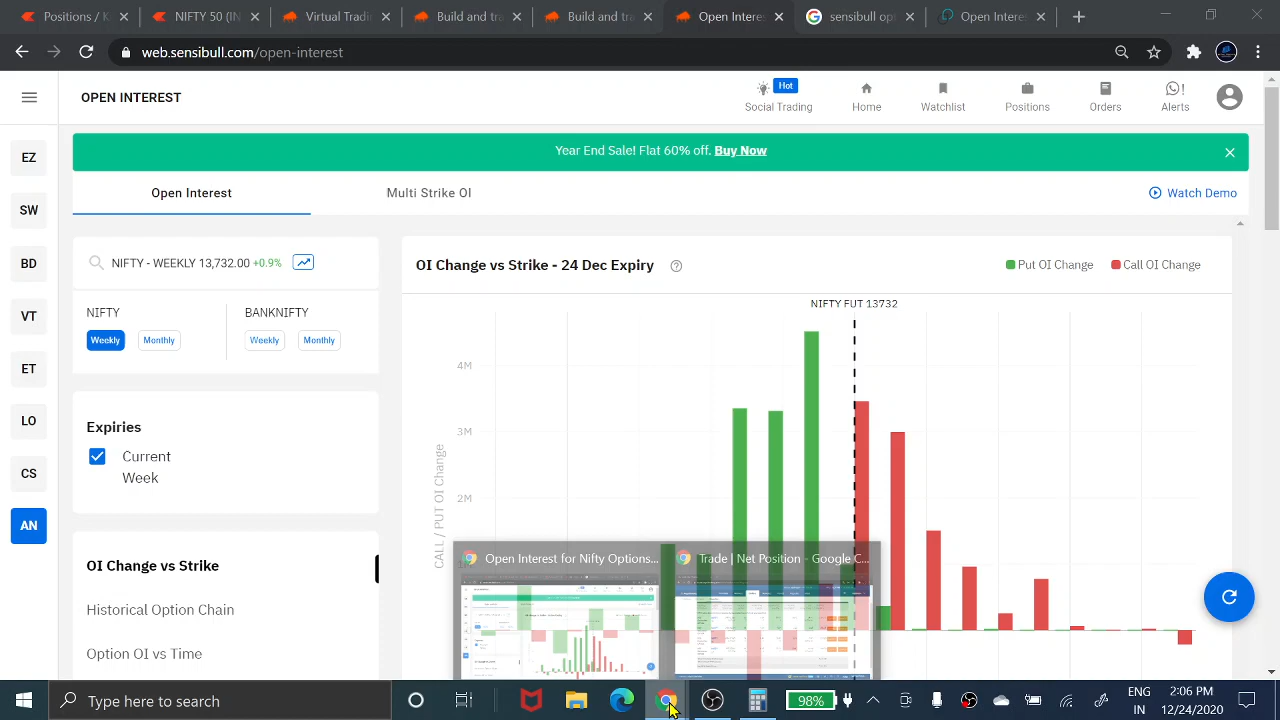 Positions / K
NIFTY 50 (IN
Virtual Tradi
Build and tra
Build and tra
Open Interes
sensibull opt
Open Interes
web.sensibull.com/open-interest
OPEN INTEREST
Hot
Social Trading
Home
Watchlist
Positions
Orders
Alerts
EZ
SW
BD
VT
ET
LO
CS
AN
Year End Sale! Flat 60% off. Buy Now
Open Interest
Multi Strike OI
Watch Demo
NIFTY - WEEKLY 13,732.00 +0.9%
NIFTY
BANKNIFTY
Weekly
Monthly
Weekly
Monthly
Expiries
Current
Week
OI Change vs Strike
Historical Option Chain
Option OI vs Time
OI Change vs Strike - 24 Dec Expiry
Put OI Change
Call OI Change
NIFTY FUT 13732
4M
3M
2M
CALL / PUT OI Change
Open Interest for Nifty Options...
Trade | Net Position - Google C...
here to search
98%
ENG
IN
2:06 PM
12/24/2020